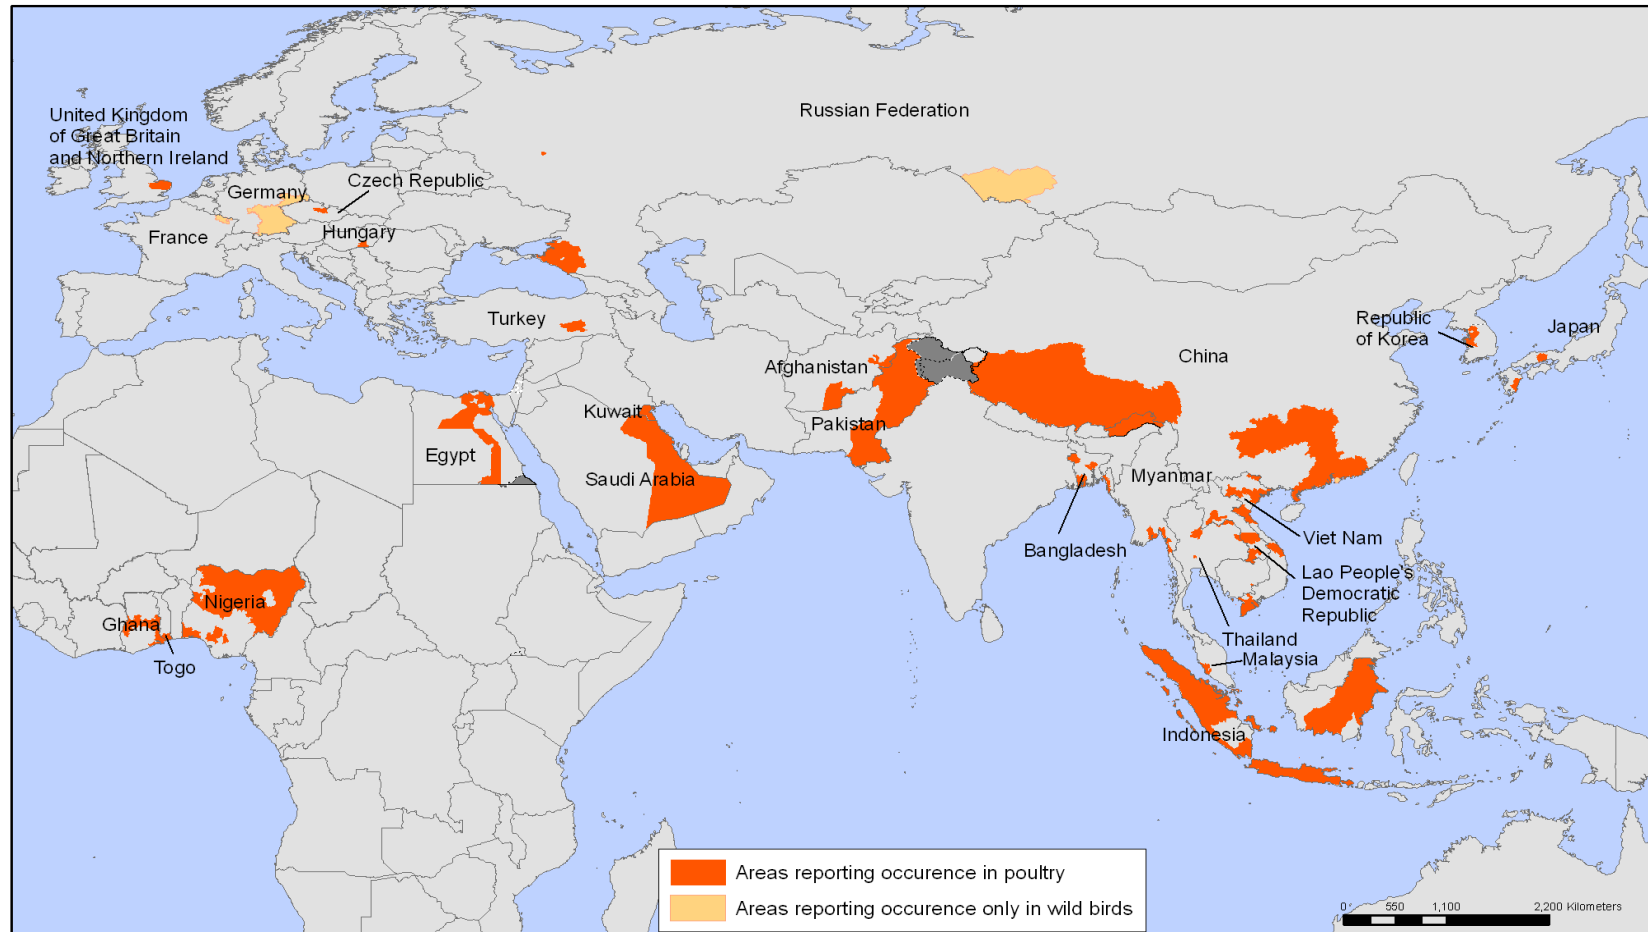 Russian Federation
United Kingdom
of Great Britain
and Northern Ireland
Czech Republic
Germany
Hungary
France
Turkey
Republic
of Korea
Japan
China
Afghanistan
Kuwait
Pakistan
Egypt
Saudi Arabia
Myanmar
Bangladesh
Viet Nam
Lao People's
Democratic
Republic
Nigeria
Ghana
Togo
Thailand
Malaysia
Indonesia
Areas reporting occurence in poultry
Areas reporting occurence only in wild birds
0 550 1,100 2,200 Kilometers